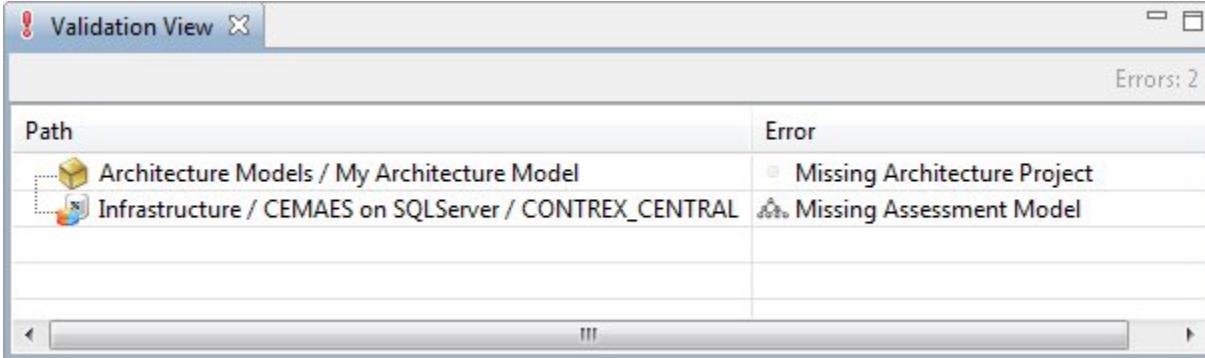 Validation View
Errors: 2
Path Error
Architecture Models / My Architecture Model Missing Architecture Project
Infrastructure / CEMAES on SQLServer / CONTREX_CENTRAL Missing Assessment Model